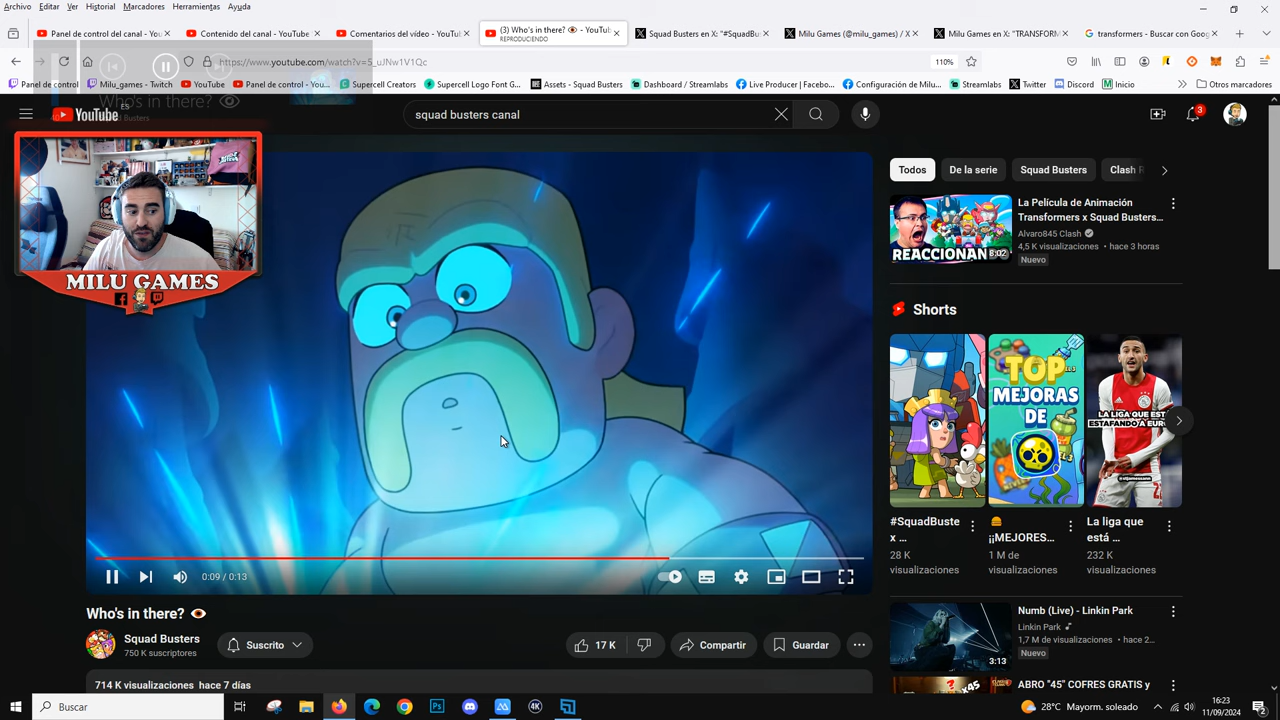 Archivo Editar Ver Historial Marcadores Herramientas Ayuda
Panel de control del canal - You
Contenido del canal - YouTube
Comentarios del vídeo - YouTu
(3) Who's in there? 👁 - YouTub
REPRODUCIENDO
Squad Busters en X: "#SquadBu
Milu Games (@milu_games) / X
Milu Games en X: "TRANSFORM
transformers - Buscar con Goog
https://www.youtube.com/watch?v=5_uJNw1V1Qc
110%
Panel de control
Milu_games - Twitch
YouTube
Panel de control - You...
Supercell Creators
Supercell Logo Font G...
Assets - Squad Busters
Dashboard / Streamlabs
Live Producer | Faceboo...
Configuración de Milu...
Streamlabs
Twitter
Discord
Inicio
Otros marcadores
Who's in there? 👁
YouTube ES
squad busters canal
3
MILU GAMES
Todos
De la serie
Squad Busters
Clash R
La Película de Animación
Transformers x Squad Busters...
Alvaro845 Clash
4,5 K visualizaciones • hace 3 horas
Nuevo
REACCIONAN
8:02
Shorts
TOP
MEJORAS
DE
LA LIGA QUE EST
ESTAFANDO A EUR
#SquadBuste
x ...
28 K
visualizaciones
🍔
¡¡MEJORES...
1 M de
visualizaciones
La liga que
está ...
232 K
visualizaciones
0:09 / 0:13
Who's in there? 👁
Squad Busters
750 K suscriptores
Suscrito
17 K
Compartir
Guardar
714 K visualizaciones hace 7 días
Numb (Live) - Linkin Park
Linkin Park
1,7 M de visualizaciones • hace 2...
Nuevo
3:13
ABRO "45" COFRES GRATIS y
Buscar
28°C Mayorm. soleado
16:23
11/09/2024
2